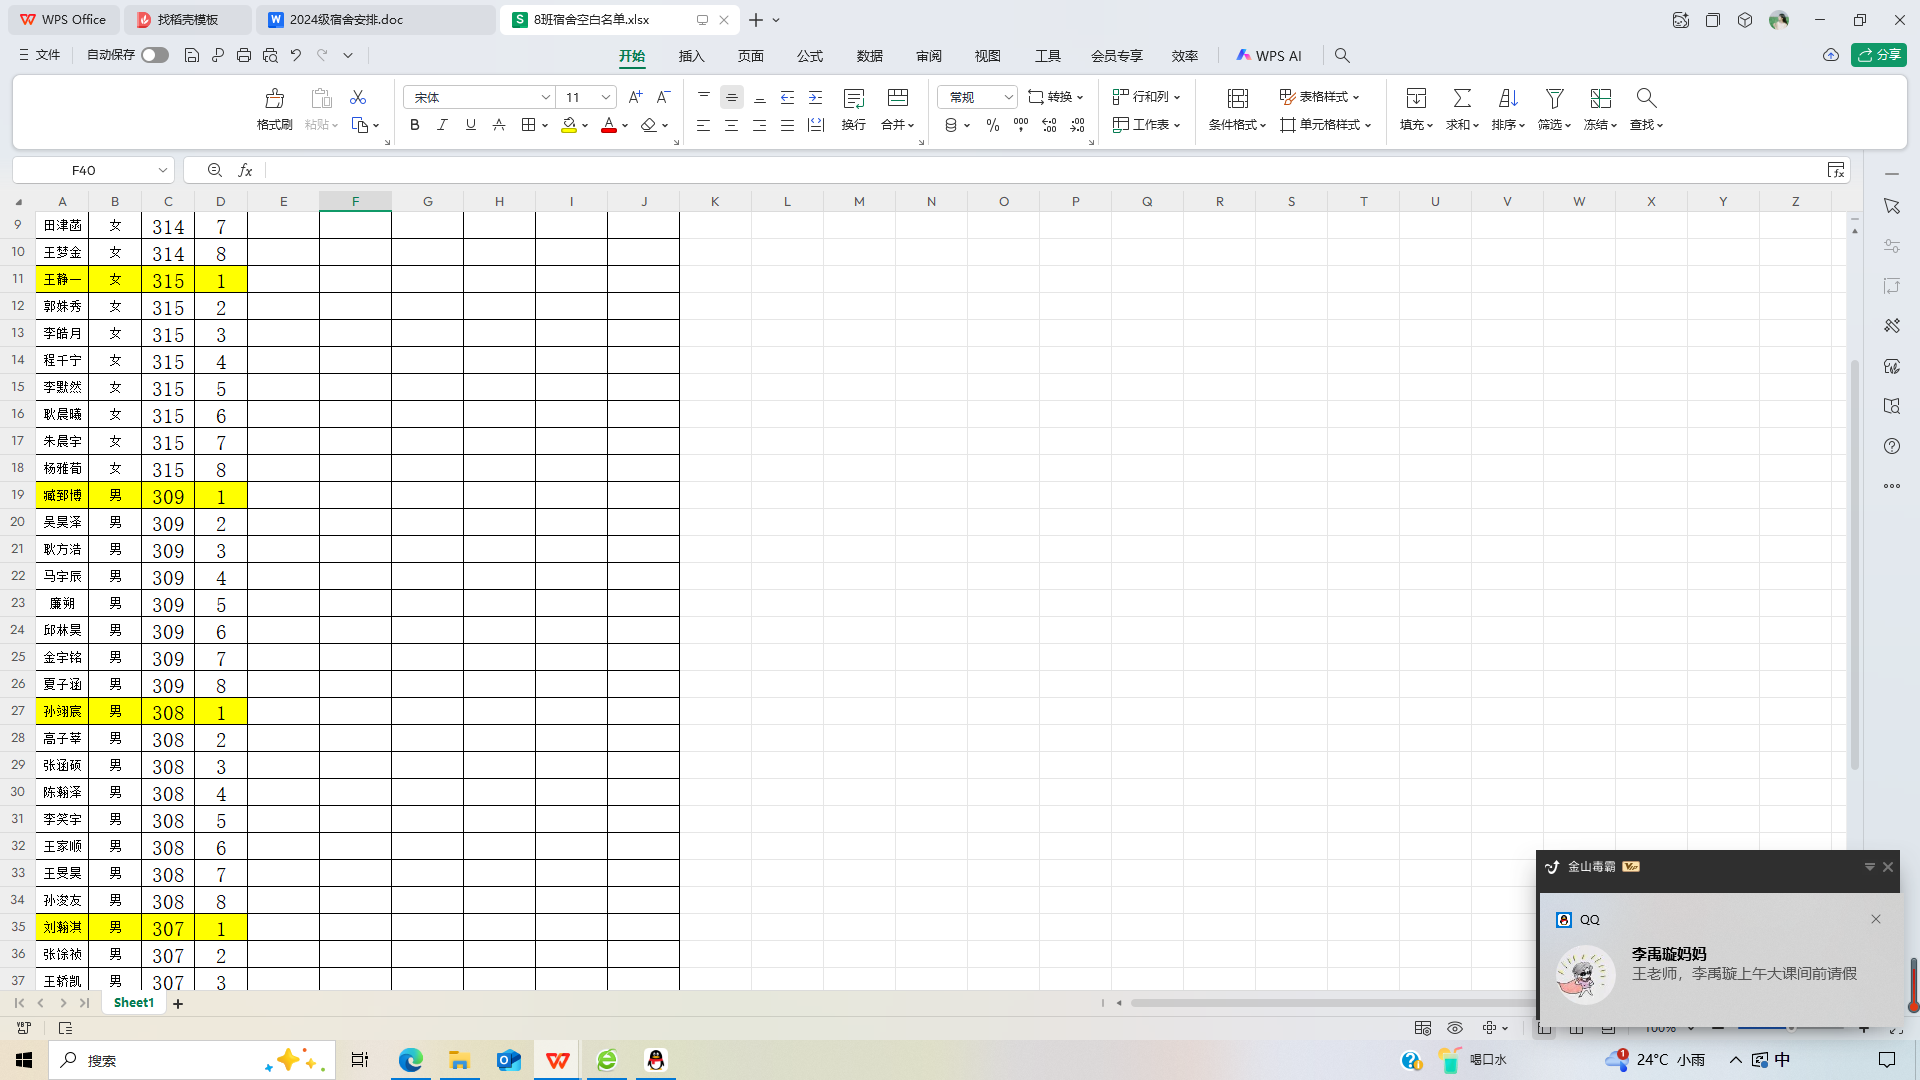 WPS Office 找稻壳模板 2024级宿舍安排.doc 8班宿舍空白名单.xlsx
文件 自动保存 开始 插入 页面 公式 数据 审阅 视图 工具 会员专享 效率 WPS AI 分享
宋体 11 常规 转换 行和列 表格样式
格式刷 粘贴 换行 合并 工作表 条件格式 单元格样式 填充 求和 排序 筛选 冻结 查找
F40
A B C D E F G H I J K L M N O P Q R S T U V W X Y Z
9 田津菡 女 314 7
10 王梦金 女 314 8
11 王静一 女 315 1
12 郭姝秀 女 315 2
13 李皓月 女 315 3
14 程千宁 女 315 4
15 李默然 女 315 5
16 耿晨曦 女 315 6
17 朱晨宇 女 315 7
18 杨雅荀 女 315 8
19 臧郅博 男 309 1
20 吴昊泽 男 309 2
21 耿方浩 男 309 3
22 马宇辰 男 309 4
23 廉朔 男 309 5
24 邱林昊 男 309 6
25 金宇铭 男 309 7
26 夏子涵 男 309 8
27 孙翊宸 男 308 1
28 高子莘 男 308 2
29 张涵硕 男 308 3
30 陈瀚泽 男 308 4
31 李笑宇 男 308 5
32 王家顺 男 308 6
33 王旻昊 男 308 7
34 孙浚友 男 308 8
35 刘瀚淇 男 307 1
36 张馀祯 男 307 2
37 王轿凯 男 307 3
金山毒霸 VIP
QQ
李禹璇妈妈
王老师，李禹璇上午大课间前请假
Sheet1
100%
搜索 喝口水 24°C 小雨 中